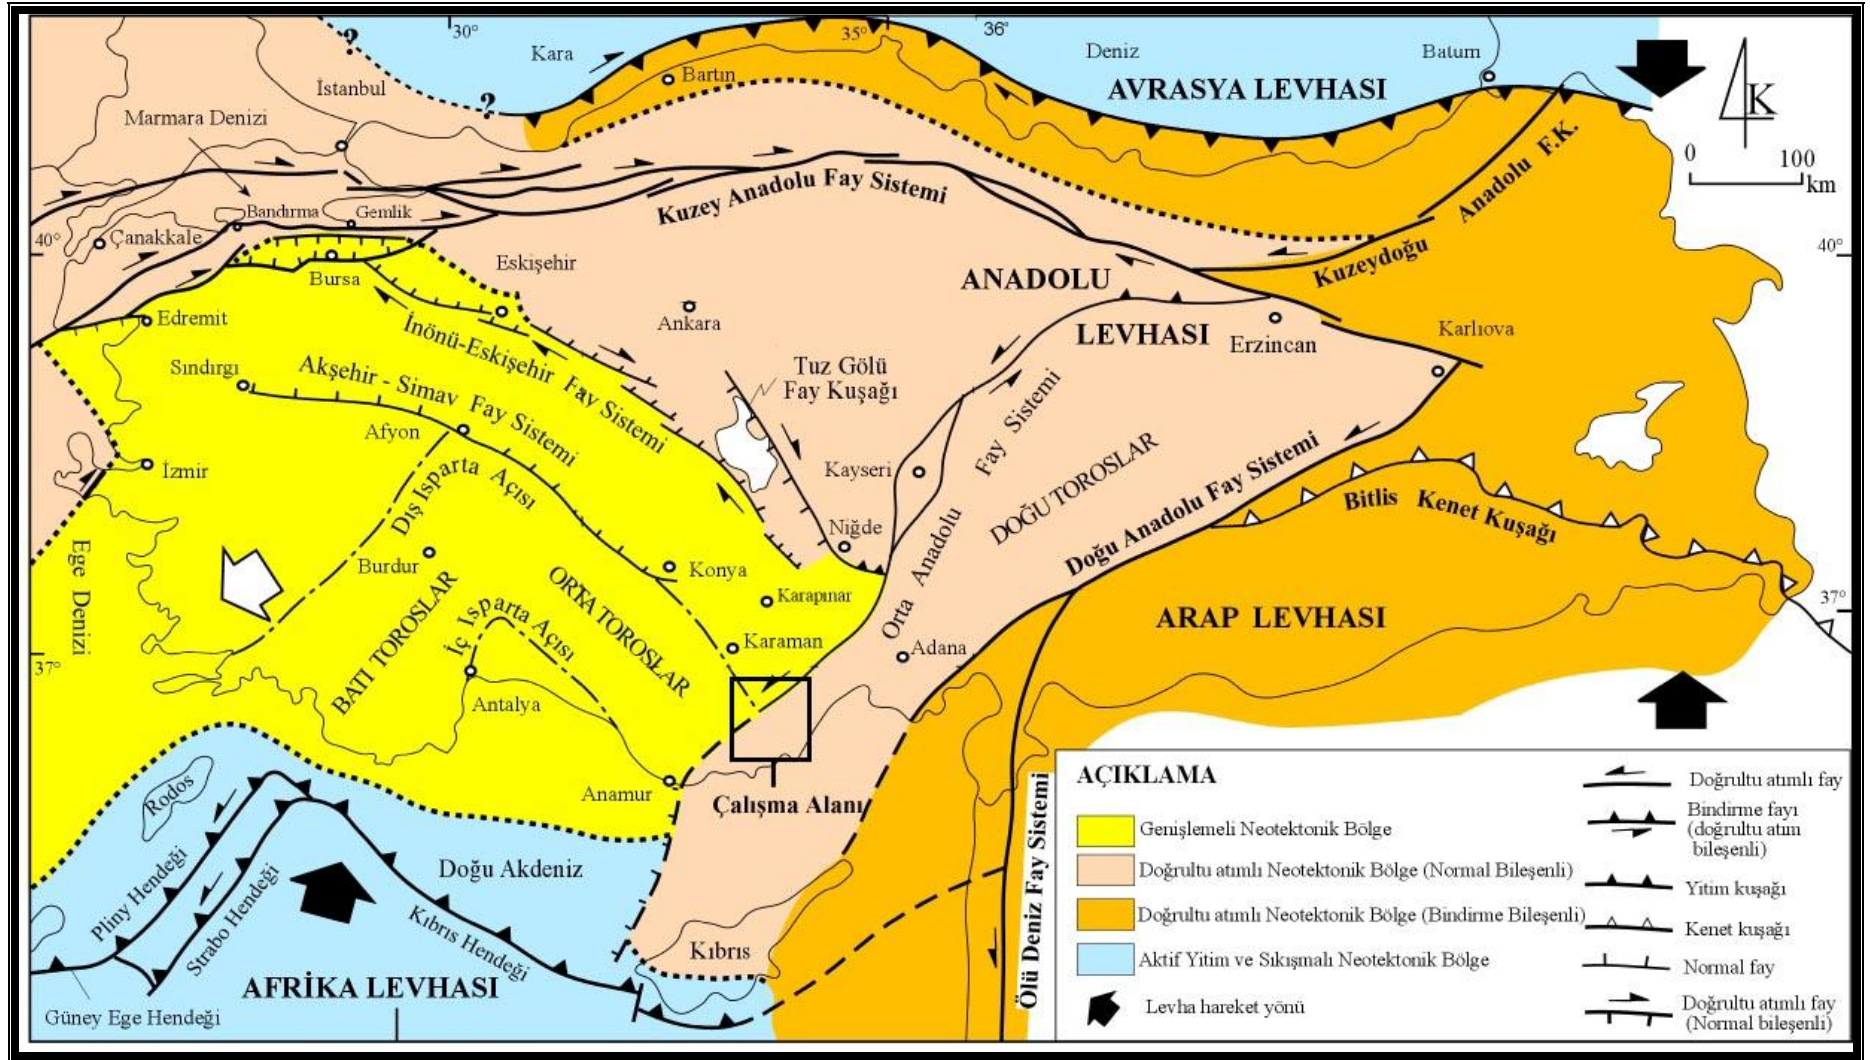 30°
35°
36°
Kara
Deniz
Batum
Bartın
AVRASYA LEVHASI
K
?
?
İstanbul
Marmara Denizi
0 100
km
Bandırma
Gemlik
Çanakkale
40°
40°
Kuzey Anadolu Fay Sistemi
Kuzeydoğu Anadolu F.K.
Bursa
Eskişehir
ANADOLU
LEVHASI
Ankara
Erzincan
Karlıova
Edremit
İnönü-Eskişehir Fay Sistemi
Sındırgı
Akşehir - Simav Fay Sistemi
Tuz Gölü
Fay Kuşağı
Afyon
Kayseri
Orta Anadolu Fay Sistemi
DOĞU TOROSLAR
Doğu Anadolu Fay Sistemi
Bitlis Kenet Kuşağı
İzmir
Dış Isparta Açısı
Niğde
Ege Denizi
Burdur
Konya
Karapınar
BATI TOROSLAR
İç Isparta Açısı
ORTA TOROSLAR
Karaman
Adana
ARAP LEVHASI
37°
37°
Antalya
Anamur
Çalışma Alanı
Rodos
Pliny Hendeği
Strabo Hendeği
Doğu Akdeniz
Kıbrıs Hendeği
Kıbrıs
AFRİKA LEVHASI
Güney Ege Hendeği
Ölü Deniz Fay Sistemi
AÇIKLAMA
Genişlemeli Neotektonik Bölge
Doğrultu atımlı Neotektonik Bölge (Normal Bileşenli)
Doğrultu atımlı Neotektonik Bölge (Bindirme Bileşenli)
Aktif Yitim ve Sıkışmalı Neotektonik Bölge
Levha hareket yönü
Doğrultu atımlı fay
Bindirme fayı
(doğrultu atım
bileşenli)
Yitim kuşağı
Kenet kuşağı
Normal fay
Doğrultu atımlı fay
(Normal bileşenli)